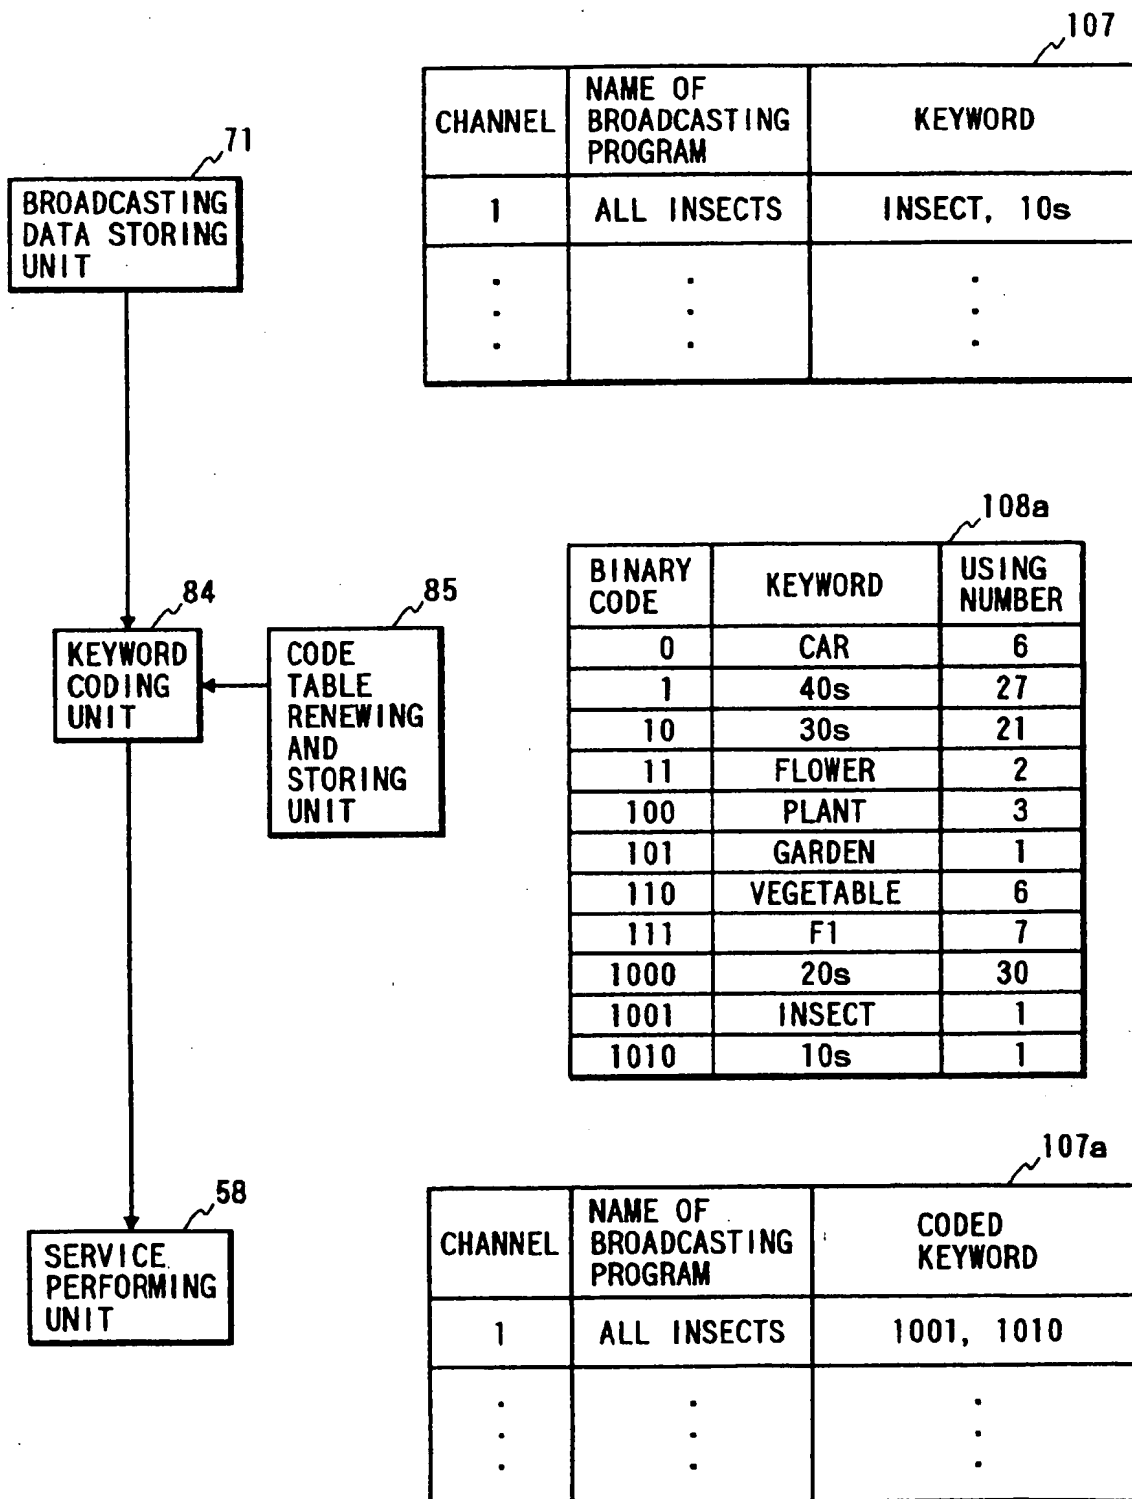 107
CHANNEL
NAME OF
BROADCASTING
PROGRAM
KEYWORD
1 ALL INSECTS INSECT, 10s
71
BROADCASTING
DATA STORING
UNIT
84
KEYWORD
CODING
UNIT
85
CODE
TABLE
RENEWING
AND
STORING
UNIT
108a
BINARY
CODE
KEYWORD
USING
NUMBER
0 CAR 6
1 40s 27
10 30s 21
11 FLOWER 2
100 PLANT 3
101 GARDEN 1
110 VEGETABLE 6
111 F1 7
1000 20s 30
1001 INSECT 1
1010 10s 1
58
SERVICE
PERFORMING
UNIT
107a
CHANNEL
NAME OF
BROADCASTING
PROGRAM
CODED
KEYWORD
1 ALL INSECTS 1001, 1010